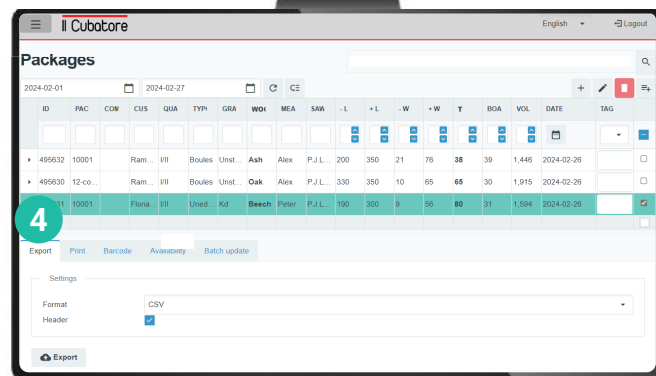 Il Cubatore
English
Logout
Packages
2024-02-01
2024-02-27
ID PAC CON CUS QUA TYP GRA WOO MEA SAW - L + L - W + W T BOA VOL DATE TAG
495632 10001 Ram... I/II Boules Unst... Ash Alex P.J.L... 200 350 21 76 38 39 1,446 2024-02-26
495630 12-co... Ram... I/II Boules Unst... Oak Alex P.J.L... 330 350 10 65 65 30 1,915 2024-02-26
31 10001 Floria... I/II Uned... Kd Beech Peter P.J.L... 190 300 9 56 80 31 1,594 2024-02-26
4
Export Print Barcode Availability Batch update
Settings
Format CSV
Header
Export